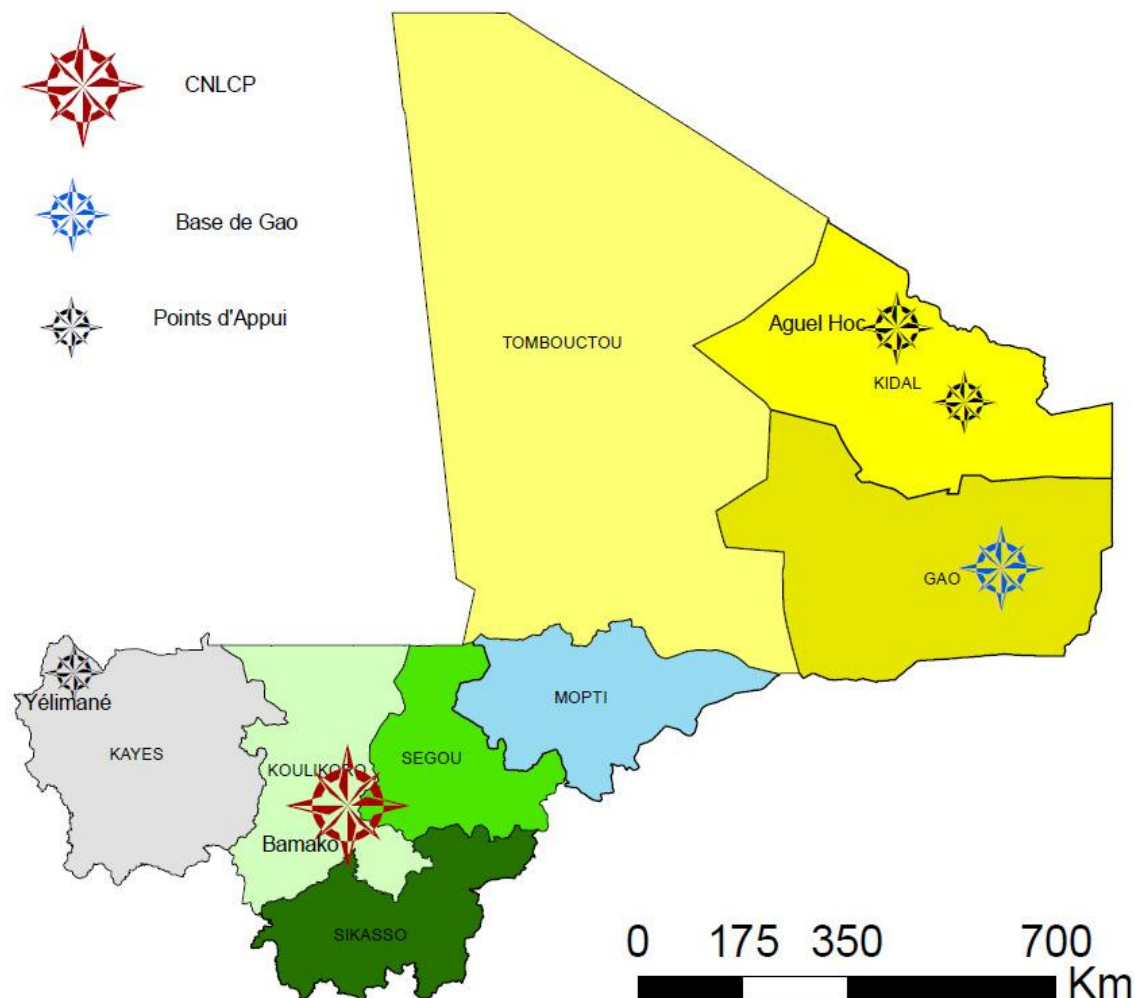 CNLCP
Base de Gao
Points d'Appui
TOMBOUCTOU
Aguel Hoc
KIDAL
GAO
Yélimané
KAYES
MOPTI
SEGOU
KOULIKORO
Bamako
SIKASSO
0 175 350 700
Km